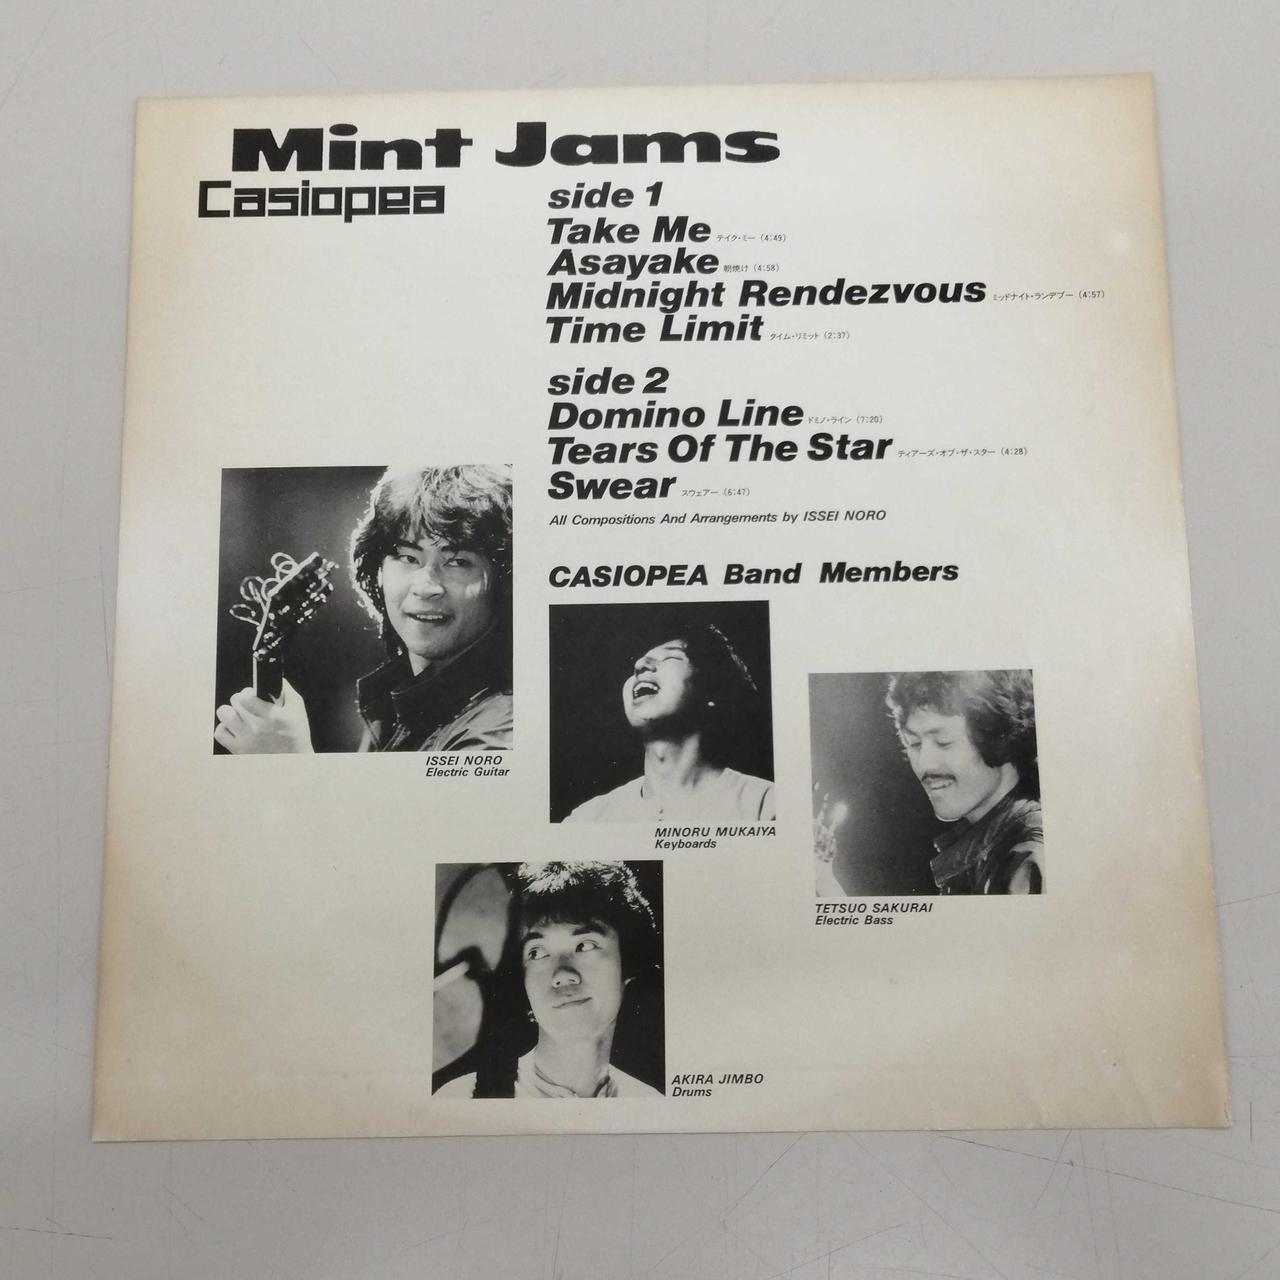 Mint Jams
Casiopea
side 1
Take Me テイク・ミー (4:49)
Asayake 朝焼け (4:58)
Midnight Rendezvous ミッドナイト・ランデブー (4:57)
Time Limit タイム・リミット (2:37)
side 2
Domino Line ドミノ・ライン (7:20)
Tears Of The Star ティアーズ・オブ・ザ・スター (4:28)
Swear スウェアー (6:47)
All Compositions And Arrangements by ISSEI NORO
CASIOPEA Band Members
ISSEI NORO
Electric Guitar
MINORU MUKAIYA
Keyboards
TETSUO SAKURAI
Electric Bass
AKIRA JIMBO
Drums